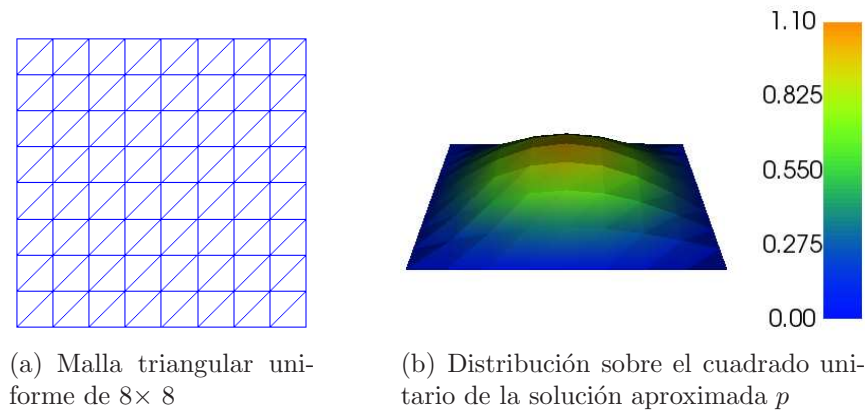 1.10
0.825
0.550
0.275
0.00
(a) Malla triangular uni-
forme de 8× 8
(b) Distribución sobre el cuadrado uni-
tario de la solución aproximada p